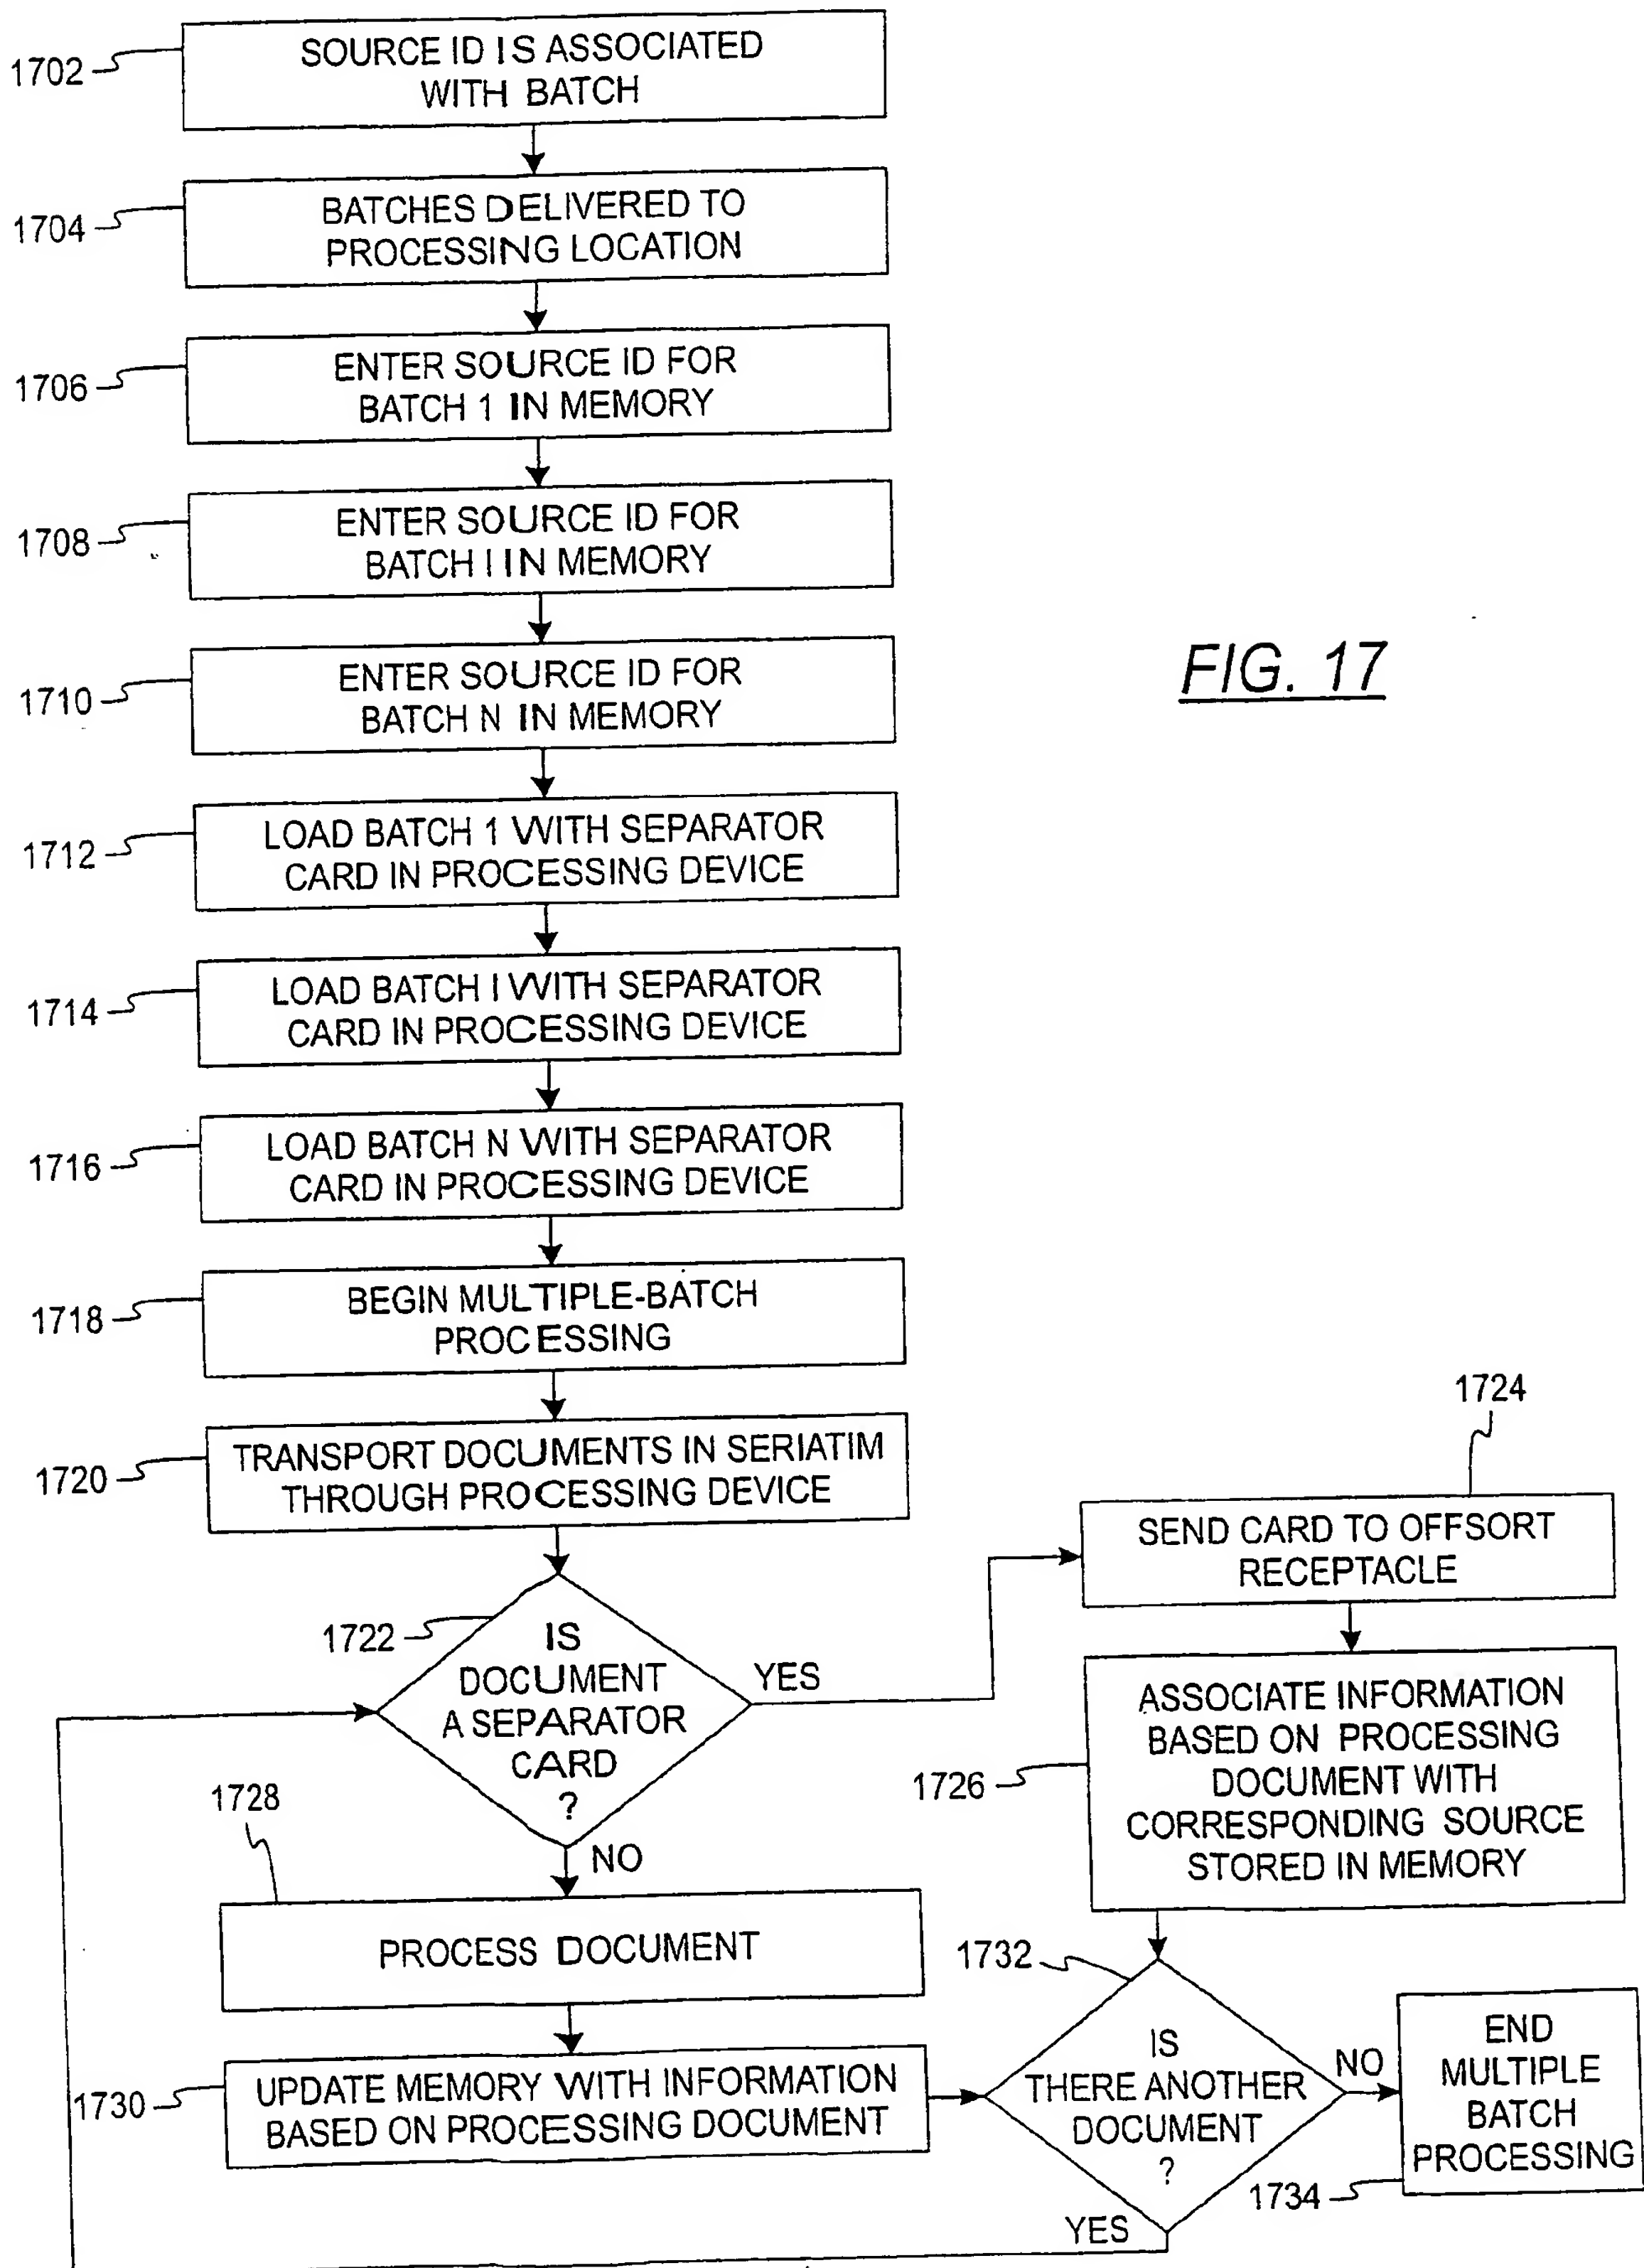 1702
SOURCE ID IS ASSOCIATED
WITH BATCH
1704
BATCHES DELIVERED TO
PROCESSING LOCATION
1706
ENTER SOURCE ID FOR
BATCH 1 IN MEMORY
1708
ENTER SOURCE ID FOR
BATCH I IN MEMORY
1710
ENTER SOURCE ID FOR
BATCH N IN MEMORY
FIG. 17
1712
LOAD BATCH 1 WITH SEPARATOR
CARD IN PROCESSING DEVICE
1714
LOAD BATCH I WITH SEPARATOR
CARD IN PROCESSING DEVICE
1716
LOAD BATCH N WITH SEPARATOR
CARD IN PROCESSING DEVICE
1718
BEGIN MULTIPLE-BATCH
PROCESSING
1720
TRANSPORT DOCUMENTS IN SERIATIM
THROUGH PROCESSING DEVICE
1722
IS
DOCUMENT
A SEPARATOR
CARD
?
YES
NO
1724
SEND CARD TO OFFSORT
RECEPTACLE
1726
ASSOCIATE INFORMATION
BASED ON PROCESSING
DOCUMENT WITH
CORRESPONDING SOURCE
STORED IN MEMORY
1728
PROCESS DOCUMENT
1730
UPDATE MEMORY WITH INFORMATION
BASED ON PROCESSING DOCUMENT
1732
IS
THERE ANOTHER
DOCUMENT
?
NO
YES
END
MULTIPLE
BATCH
PROCESSING
1734